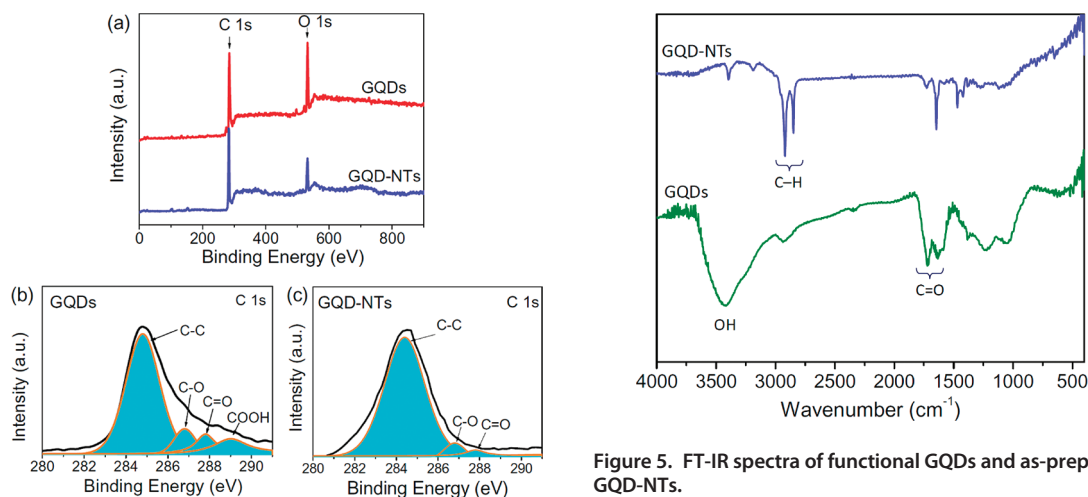 (a)
C 1s
O 1s
GQDs
GQD-NTs
Intensity (a.u.)
0 200 400 600 800
Binding Energy (eV)
(b)
GQDs
C 1s
C-C
C-O
C=O
COOH
Intensity (a.u.)
280 282 284 286 288 290
Binding Energy (eV)
(c)
GQD-NTs
C 1s
C-C
C-O
C=O
Intensity (a.u.)
280 282 284 286 288 290
Binding Energy (eV)
GQD-NTs
C–H
GQDs
C=O
OH
4000 3500 3000 2500 2000 1500 1000 500
Wavenumber (cm⁻¹)
Figure 5. FT-IR spectra of functional GQDs and as-prep
GQD-NTs.